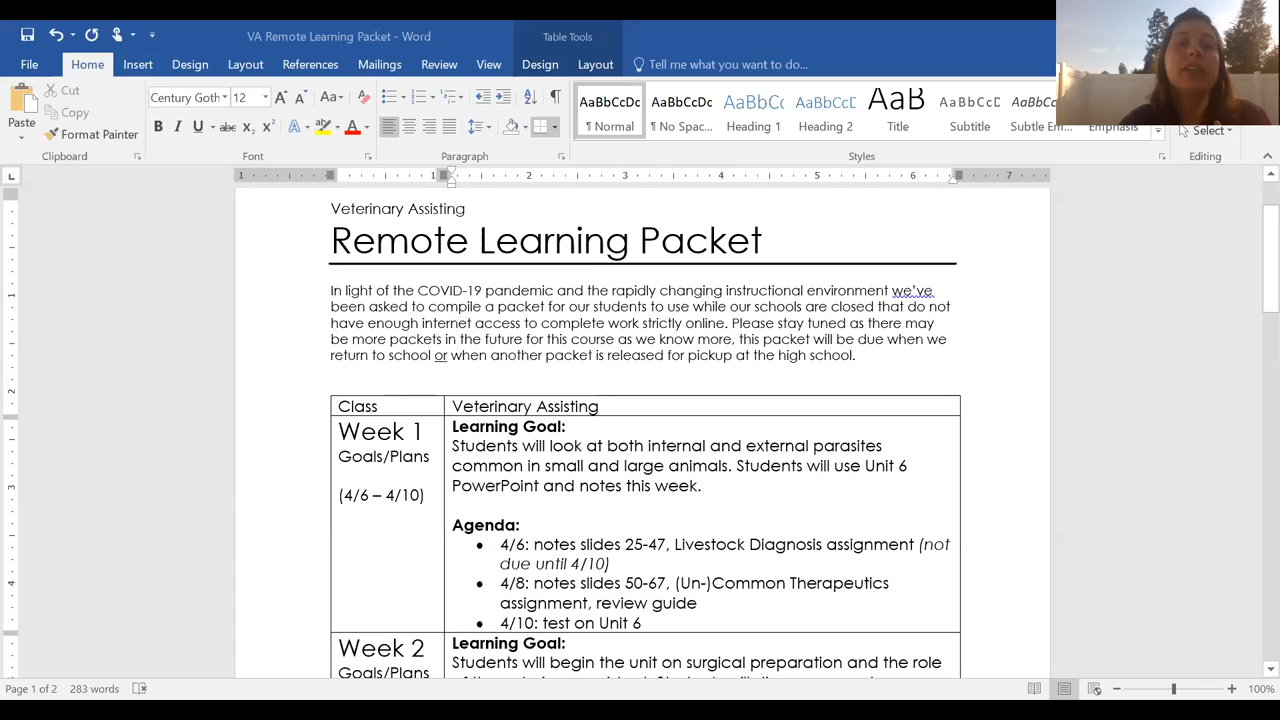 VA Remote Learning Packet - Word
Table Tools
File Home Insert Design Layout References Mailings Review View Design Layout Tell me what you want to do...
Paste
Cut
Copy
Format Painter
Century Goth 12
AaBbCcDc AaBbCcDc AaBbCc AaBbCcD AaB AaBbCcD AaBbCcDc
¶ Normal ¶ No Spac... Heading 1 Heading 2 Title Subtitle Subtle Em... Emphasis
Select
Clipboard Font Paragraph Styles Editing
1 1 2 3 4 5 6 7
Veterinary Assisting
Remote Learning Packet
In light of the COVID-19 pandemic and the rapidly changing instructional environment we’ve
been asked to compile a packet for our students to use while our schools are closed that do not
have enough internet access to complete work strictly online. Please stay tuned as there may
be more packets in the future for this course as we know more, this packet will be due when we
return to school or when another packet is released for pickup at the high school.
Class Veterinary Assisting
Week 1
Goals/Plans
(4/6 – 4/10)
Learning Goal:
Students will look at both internal and external parasites
common in small and large animals. Students will use Unit 6
PowerPoint and notes this week.
Agenda:
• 4/6: notes slides 25-47, Livestock Diagnosis assignment (not
due until 4/10)
• 4/8: notes slides 50-67, (Un-)Common Therapeutics
assignment, review guide
• 4/10: test on Unit 6
Week 2
Goals/Plans
Learning Goal:
Students will begin the unit on surgical preparation and the role
Page 1 of 2 283 words 100%